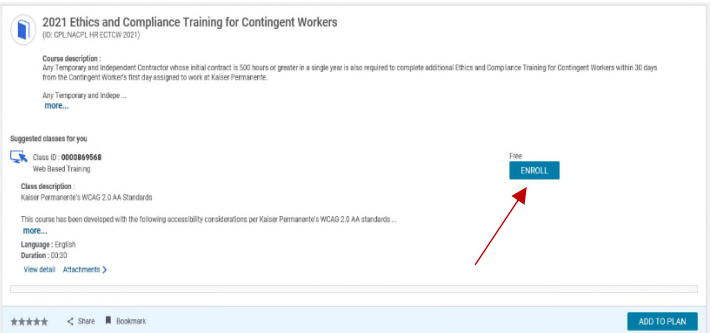 2021 Ethics and Compliance Training for Contingent Workers
(ID: CPL:NACPL HR ECTCW 2021)
Course description :
Any Temporary and Independent Contractor whose initial contract is 500 hours or greater in a single year is also required to complete additional Ethics and Compliance Training for Contingent Workers within 30 days
from the Contingent Worker's first day assigned to work at Kaiser Permanente.
Any Temporary and Indepe ...
more...
Suggested classes for you
Class ID : 0000869568
Web Based Training
Free
ENROLL
Class description :
Kaiser Permanente's WCAG 2.0 AA Standards
This course has been developed with the following accessibility considerations per Kaiser Permanente's WCAG 2.0 AA standards ...
more...
Language : English
Duration : 00:30
View detail Attachments >
Share Bookmark
ADD TO PLAN